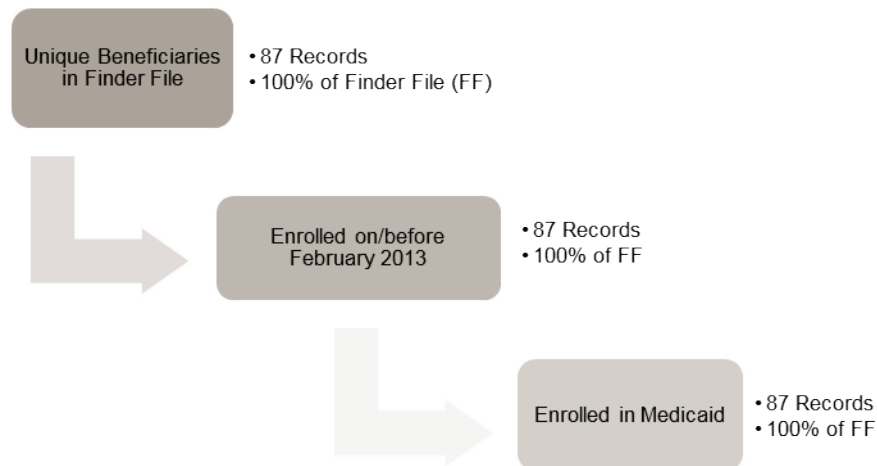 Unique Beneficiaries
in Finder File
• 87 Records
• 100% of Finder File (FF)
Enrolled on/before
February 2013
• 87 Records
• 100% of FF
Enrolled in Medicaid
• 87 Records
• 100% of FF